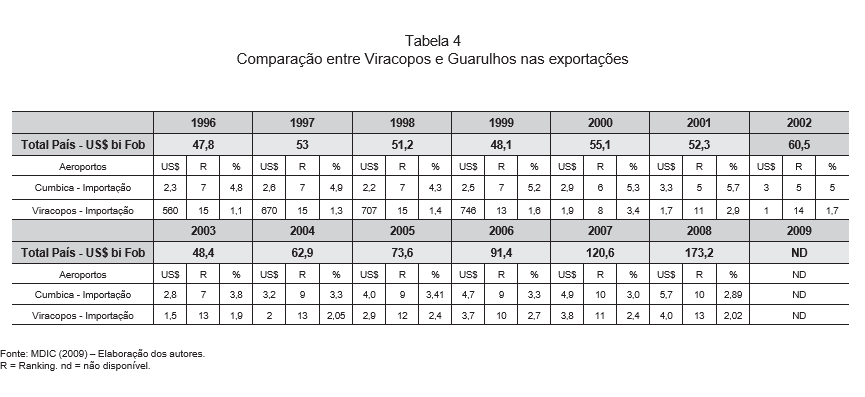 Tabela 4
Comparação entre Viracopos e Guarulhos nas exportações
1996 1997 1998 1999 2000 2001 2002
Total País - US$ bi Fob 47,8 53 51,2 48,1 55,1 52,3 60,5
Aeroportos US$ R % US$ R % US$ R % US$ R % US$ R % US$ R % US$ R %
Cumbica - Importação 2,3 7 4,8 2,6 7 4,9 2,2 7 4,3 2,5 7 5,2 2,9 6 5,3 3,3 5 5,7 3 5 5
Viracopos - Importação 560 15 1,1 670 15 1,3 707 15 1,4 746 13 1,6 1,9 8 3,4 1,7 11 2,9 1 14 1,7
2003 2004 2005 2006 2007 2008 2009
Total País - US$ bi Fob 48,4 62,9 73,6 91,4 120,6 173,2 ND
Aeroportos US$ R % US$ R % US$ R % US$ R % US$ R % US$ R % ND
Cumbica - Importação 2,8 7 3,8 3,2 9 3,3 4,0 9 3,41 4,7 9 3,3 4,9 10 3,0 5,7 10 2,89 ND
Viracopos - Importação 1,5 13 1,9 2 13 2,05 2,9 12 2,4 3,7 10 2,7 3,8 11 2,4 4,0 13 2,02 ND
Fonte: MDIC (2009) – Elaboração dos autores.
R = Ranking. nd = não disponível.